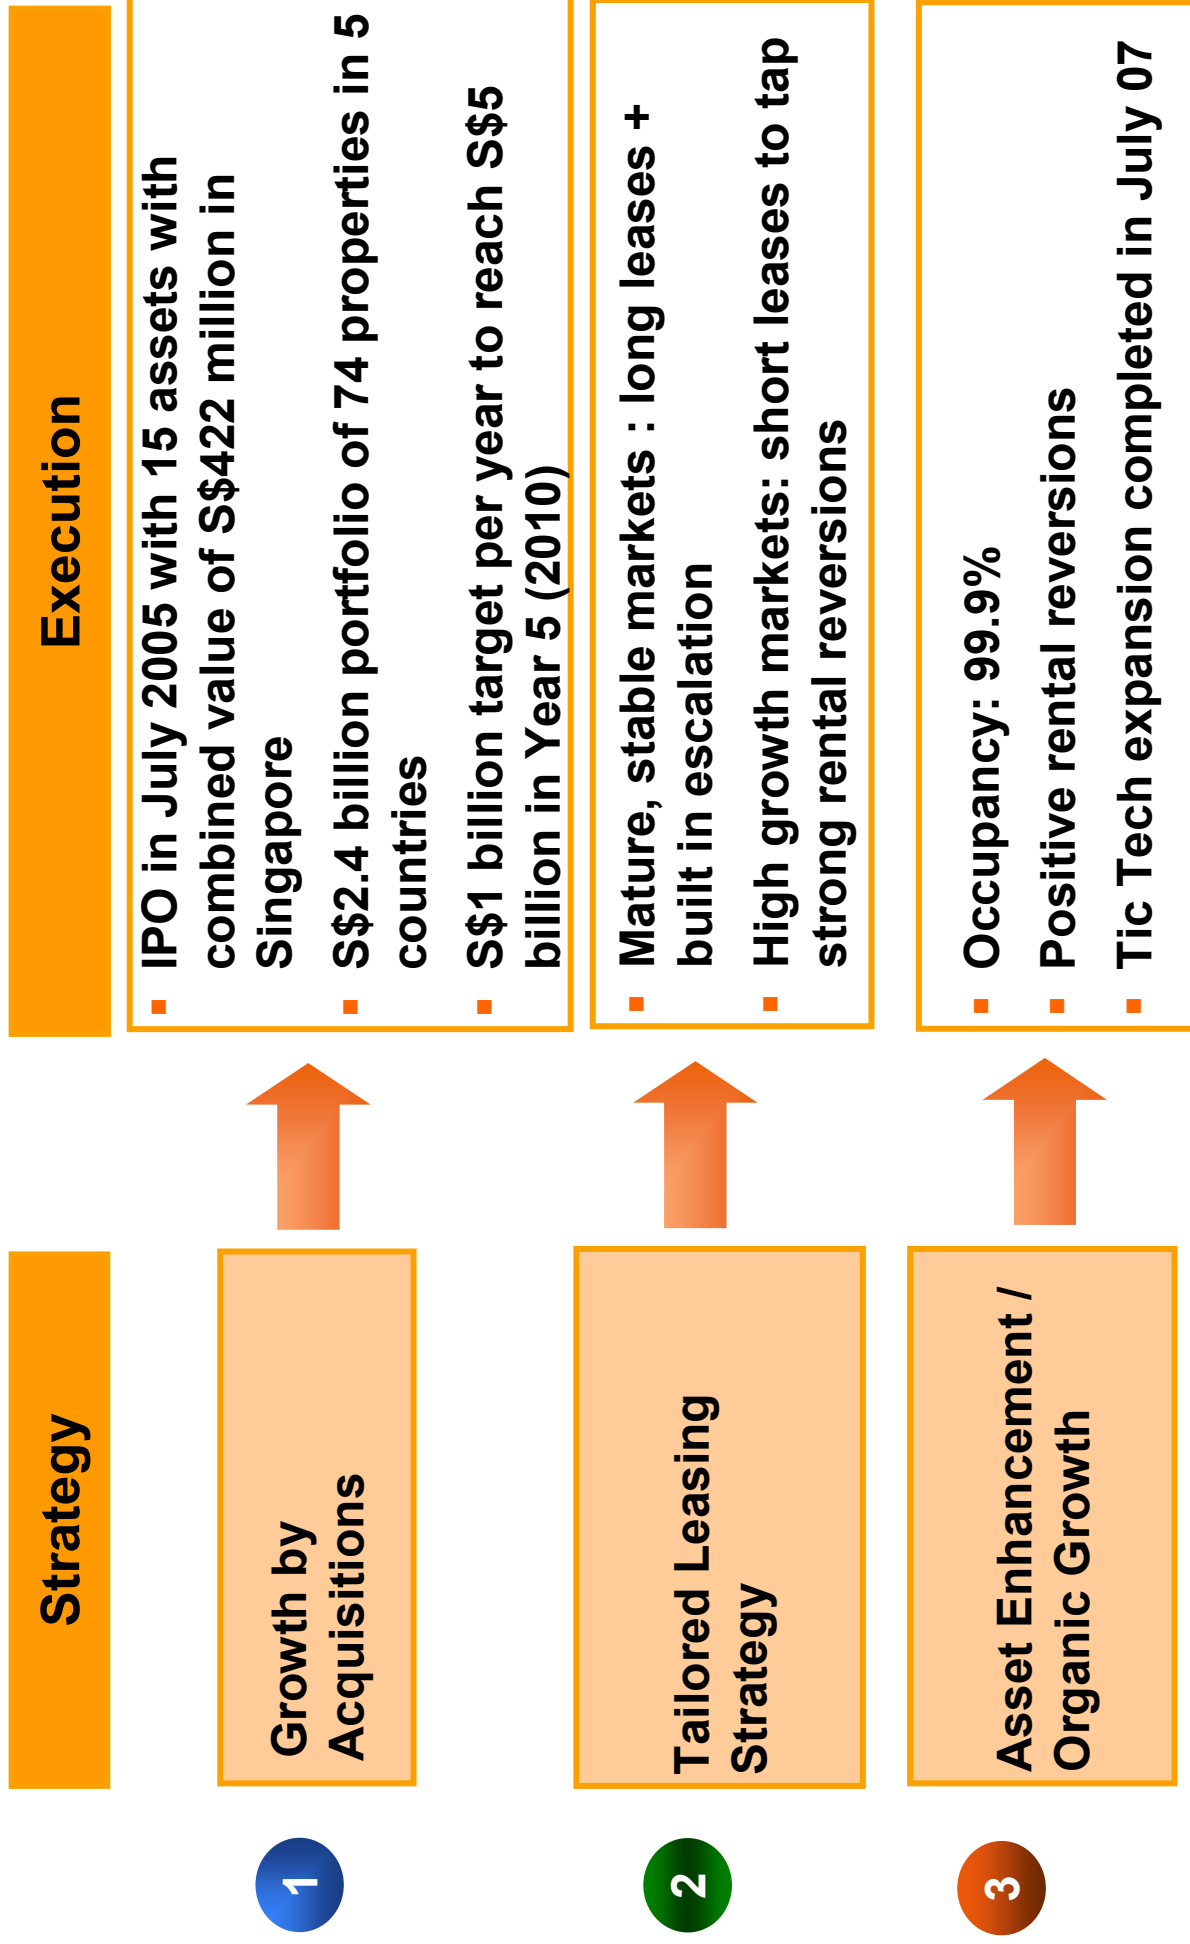 Strategy
Execution
1
Growth by
Acquisitions
IPO in July 2005 with 15 assets with
combined value of S$422 million in
Singapore
S$2.4 billion portfolio of 74 properties in 5
countries
S$1 billion target per year to reach S$5
billion in Year 5 (2010)
2
Tailored Leasing
Strategy
Mature, stable markets : long leases +
built in escalation
High growth markets: short leases to tap
strong rental reversions
3
Asset Enhancement /
Organic Growth
Occupancy: 99.9%
Positive rental reversions
Tic Tech expansion completed in July 07